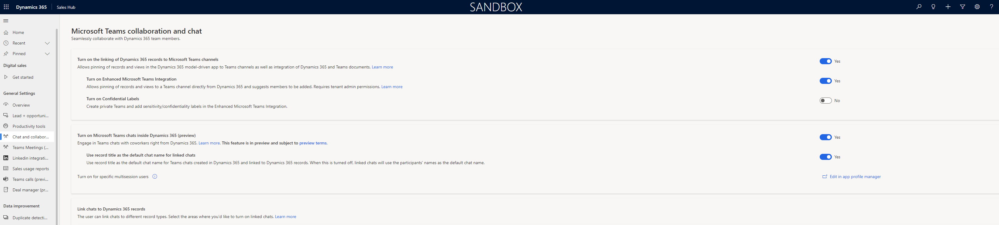 Dynamics 365 Sales Hub SANDBOX
Home
Recent
Pinned
Digital sales
Get started
General Settings
Overview
Lead + opportuni...
Productivity tools
Chat and collabor...
Teams Meetings (...
Linkedin integrati...
Sales usage reports
Teams calls (previ...
Deal manager (pr...
Data improvement
Duplicate detecti...
Microsoft Teams collaboration and chat
Seamlessly collaborate with Dynamics 365 team members.
Turn on the linking of Dynamics 365 records to Microsoft Teams channels
Yes
Allows pinning of records and views in the Dynamics 365 model-driven app to Teams channels as well as integration of Dynamics 365 and Teams documents. Learn more
Turn on Enhanced Microsoft Teams Integration
Yes
Allows pinning of records and views to a Teams channel directly from Dynamics 365 and suggests members to be added. Requires tenant admin permissions. Learn more
Turn on Confidential Labels
No
Create private Teams and add sensitivity/confidentiality labels in the Enhanced Microsoft Teams Integration.
Turn on Microsoft Teams chats inside Dynamics 365 (preview)
Yes
Engage in Teams chats with coworkers right from Dynamics 365. Learn more. This feature is in preview and subject to preview terms.
Use record title as the default chat name for linked chats
Yes
Use record title as the default chat name for Teams chats created in Dynamics 365 and linked to Dynamics 365 records. When this is turned off, linked chats will use the participants' names as the default chat name.
Turn on for specific multisession users
Edit in app profile manager
Link chats to Dynamics 365 records
The user can link chats to different record types. Select the areas where you'd like to turn on linked chats. Learn more